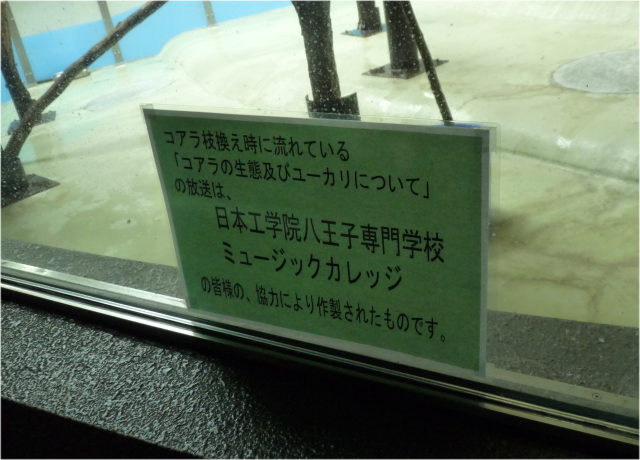 コアラ枝換え時に流れている
「コアラの生態及びユーカリについて」
の放送は、
日本工学院八王子専門学校
ミュージックカレッジ
の皆様の、協力により作製されたものです。